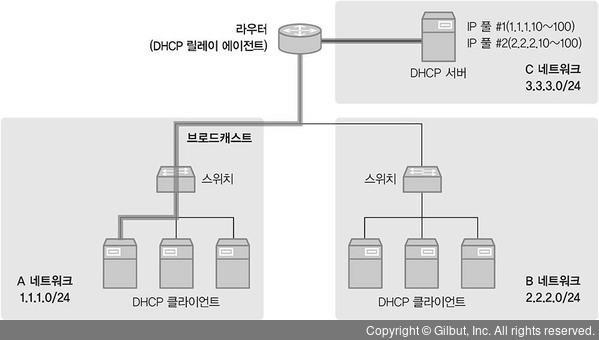 라우터
(DHCP 릴레이 에이전트)
IP 풀 #1(1.1.1.10~100)
IP 풀 #2(2.2.2.10~100)
DHCP 서버
C 네트워크
3.3.3.0/24
브로드캐스트
스위치
스위치
A 네트워크
1.1.1.0/24
DHCP 클라이언트
DHCP 클라이언트
B 네트워크
2.2.2.0/24
Copyright © Gilbut, Inc. All rights reserved.